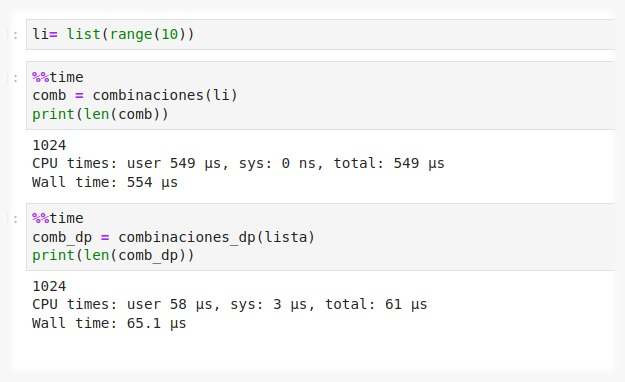 ]: li= list(range(10))
]: %%time
comb = combinaciones(li)
print(len(comb))
1024
CPU times: user 549 µs, sys: 0 ns, total: 549 µs
Wall time: 554 µs
]: %%time
comb_dp = combinaciones_dp(lista)
print(len(comb_dp))
1024
CPU times: user 58 µs, sys: 3 µs, total: 61 µs
Wall time: 65.1 µs